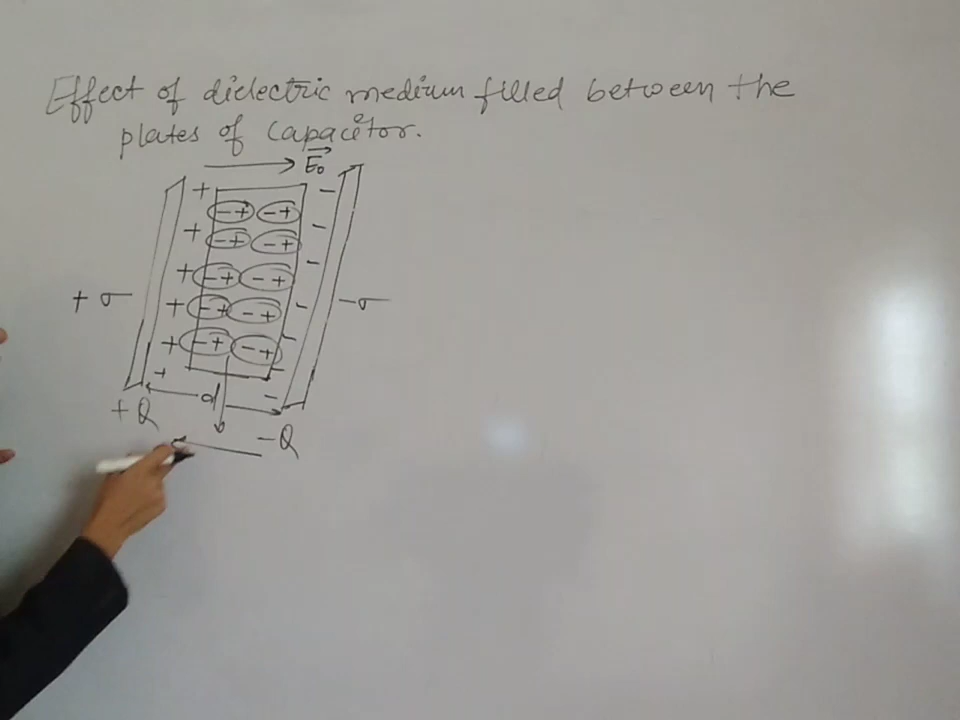 Effect of dielectric medium filled between the
plates of capacitor.
E₀
+ - + - + -
+ - + - + -
+ - + - + -
+ σ + - + - + - - σ
+ - + - + -
+ d -
+ Q - Q